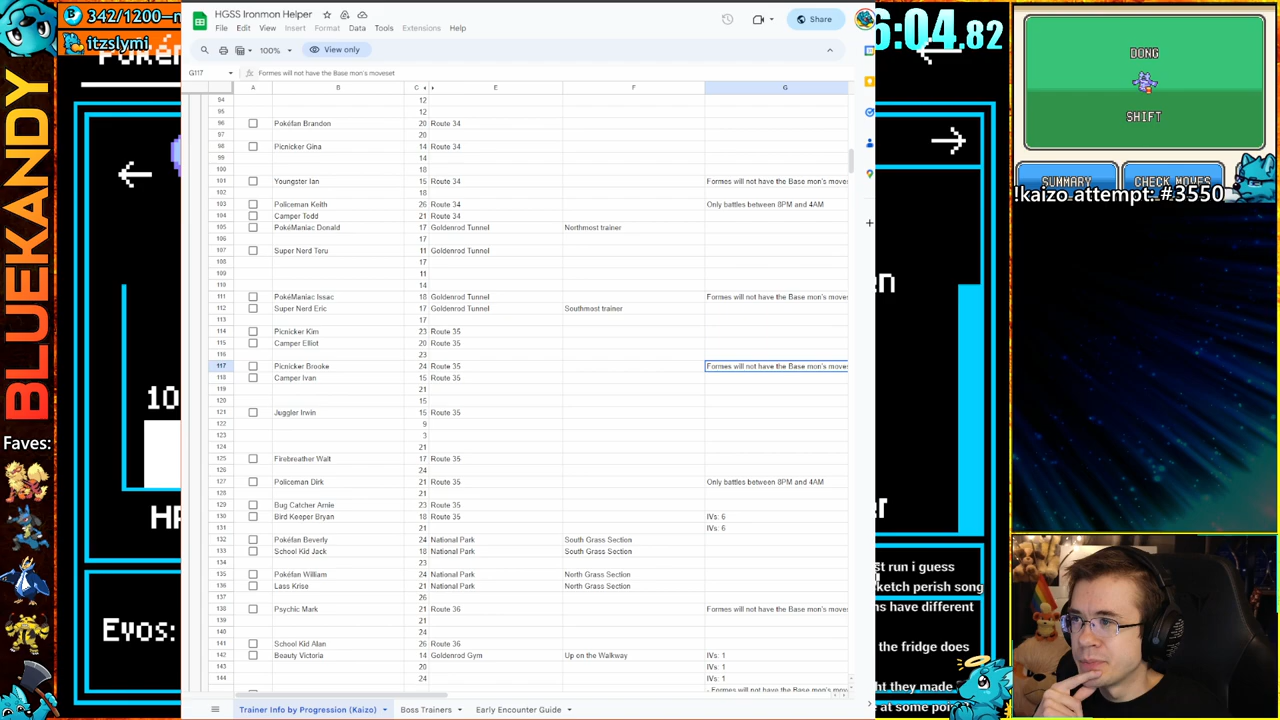 342/1200
itzslymi
BLUEKANDY
Faves:
10
HP
Evos:
HGSS Ironmon Helper
File Edit View Insert Format Data Tools Extensions Help
Share
100%
View only
G117
Formes will not have the Base mon's moveset
A B C E F G
94 12
95 12
96 Pokéfan Brandon 20 Route 34
97 20
98 Picnicker Gina 14 Route 34
99 14
100 18
101 Youngster Ian 15 Route 34 Formes will not have the Base mon's moves
102 18
103 Policeman Keith 26 Route 34 Only battles between 8PM and 4AM
104 Camper Todd 21 Route 34
105 PokéManiac Donald 17 Goldenrod Tunnel Northmost trainer
106 17
107 Super Nerd Teru 11 Goldenrod Tunnel
108 17
109 11
110 14
111 PokéManiac Issac 18 Goldenrod Tunnel Formes will not have the Base mon's moves
112 Super Nerd Eric 17 Goldenrod Tunnel Southmost trainer
113 17
114 Picnicker Kim 23 Route 35
115 Camper Elliot 20 Route 35
116 23
117 Picnicker Brooke 24 Route 35 Formes will not have the Base mon's moves
118 Camper Ivan 15 Route 35
119 21
120 15
121 Juggler Irwin 15 Route 35
122 9
123 3
124 21
125 Firebreather Walt 17 Route 35
126 24
127 Policeman Dirk 21 Route 35 Only battles between 8PM and 4AM
128 21
129 Bug Catcher Arnie 23 Route 35
130 Bird Keeper Bryan 18 Route 35 IVs: 6
131 21 IVs: 6
132 Pokéfan Beverly 24 National Park South Grass Section
133 School Kid Jack 18 National Park South Grass Section
134 23
135 Pokéfan William 24 National Park North Grass Section
136 Lass Krise 21 National Park North Grass Section
137 26
138 Psychic Mark 21 Route 36 Formes will not have the Base mon's moves
139 21
140 24
141 School Kid Alan 26 Route 36
142 Beauty Victoria 14 Goldenrod Gym Up on the Walkway IVs: 1
143 20 IVs: 1
144 24 IVs: 1
- Formes will not have the Base mon's moves
Trainer Info by Progression (Kaizo) Boss Trainers Early Encounter Guide
6:04.82
DONG
SHIFT
SUMMARY
CHECK MOVES
!kaizo attempt: #3550
st run i guess
ketch perish song
ns have different
the fridge does
ht they made
e at some po